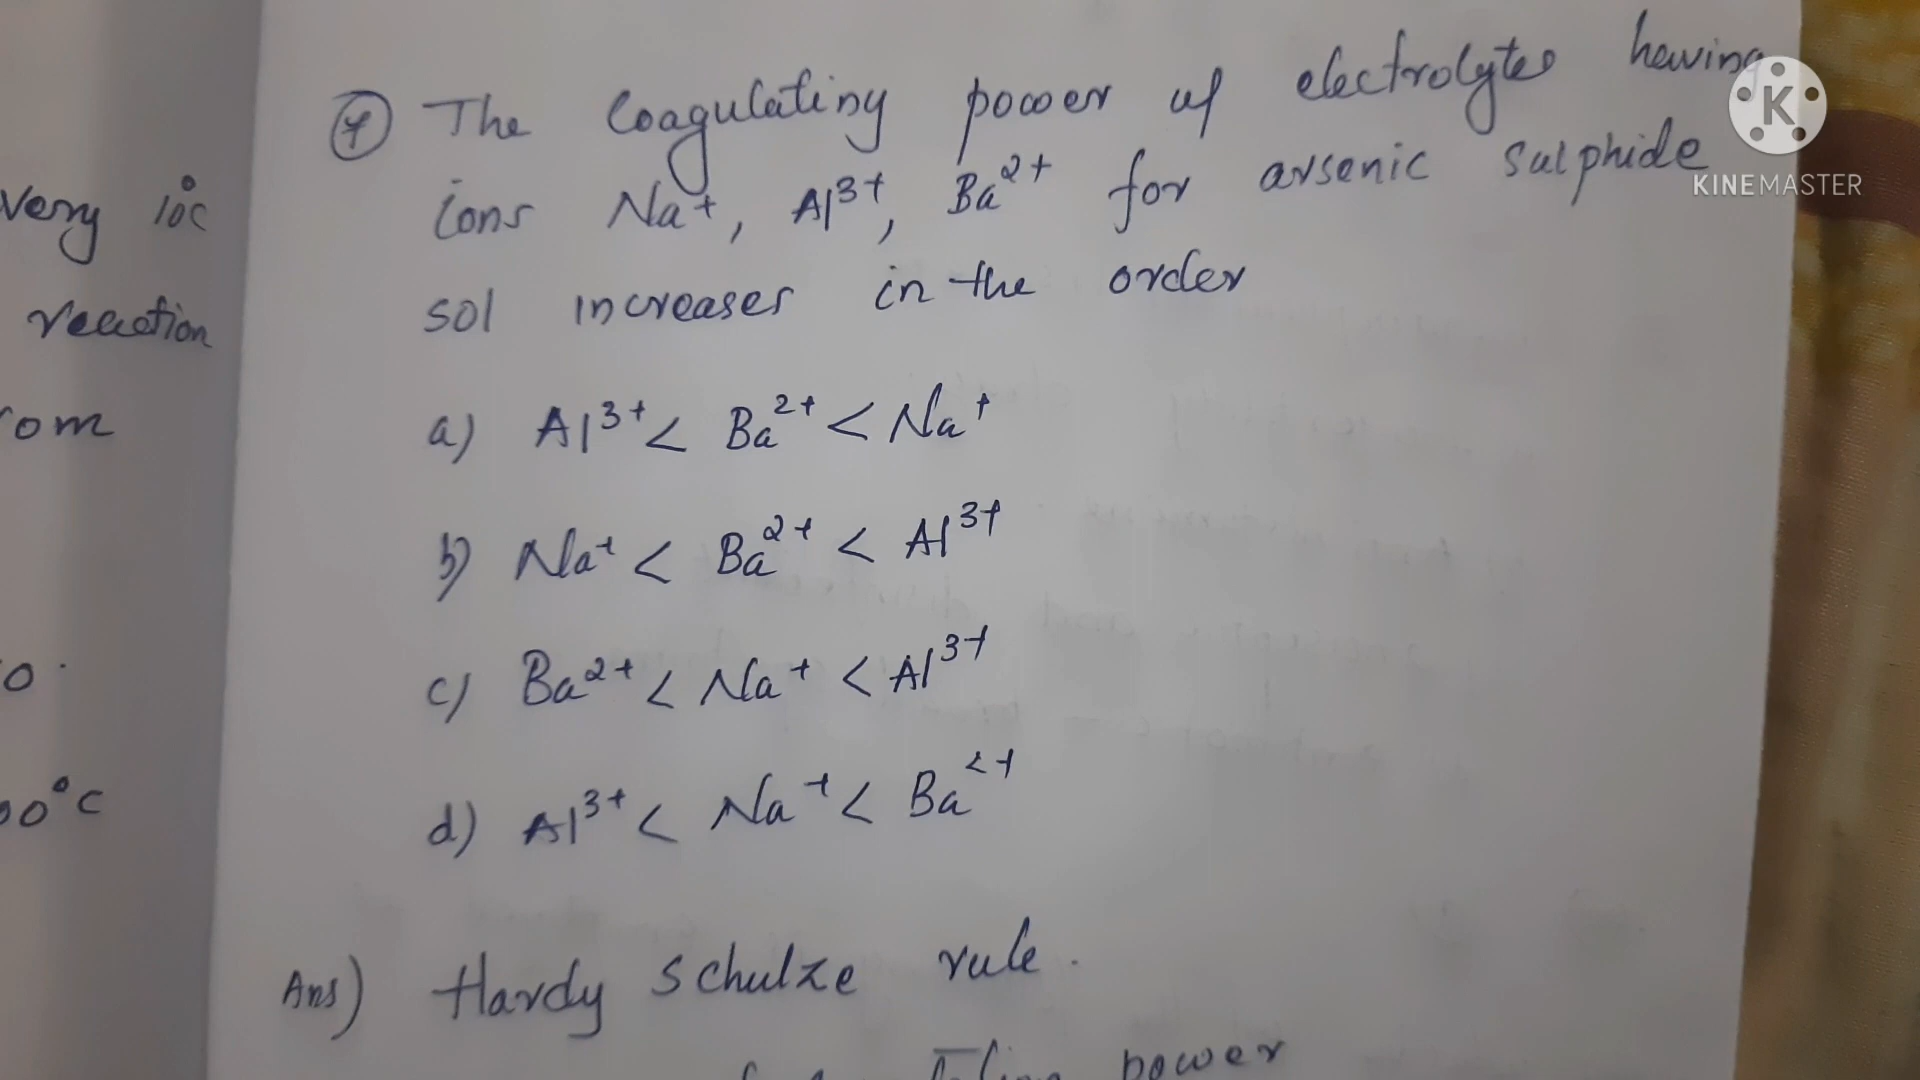 7 The Coagulating power of electrolytes having
ions Na+, Al3+, Ba2+ for arsenic sulphide
sol increases in the order
a) Al3+ < Ba2+ < Na+
b) Na+ < Ba2+ < Al3+
c) Ba2+ < Na+ < Al3+
d) Al3+ < Na+ < Ba2+
Ans) Hardy Schulze rule.
power
very
reaction
om
0.
00°C
K
KINEMASTER